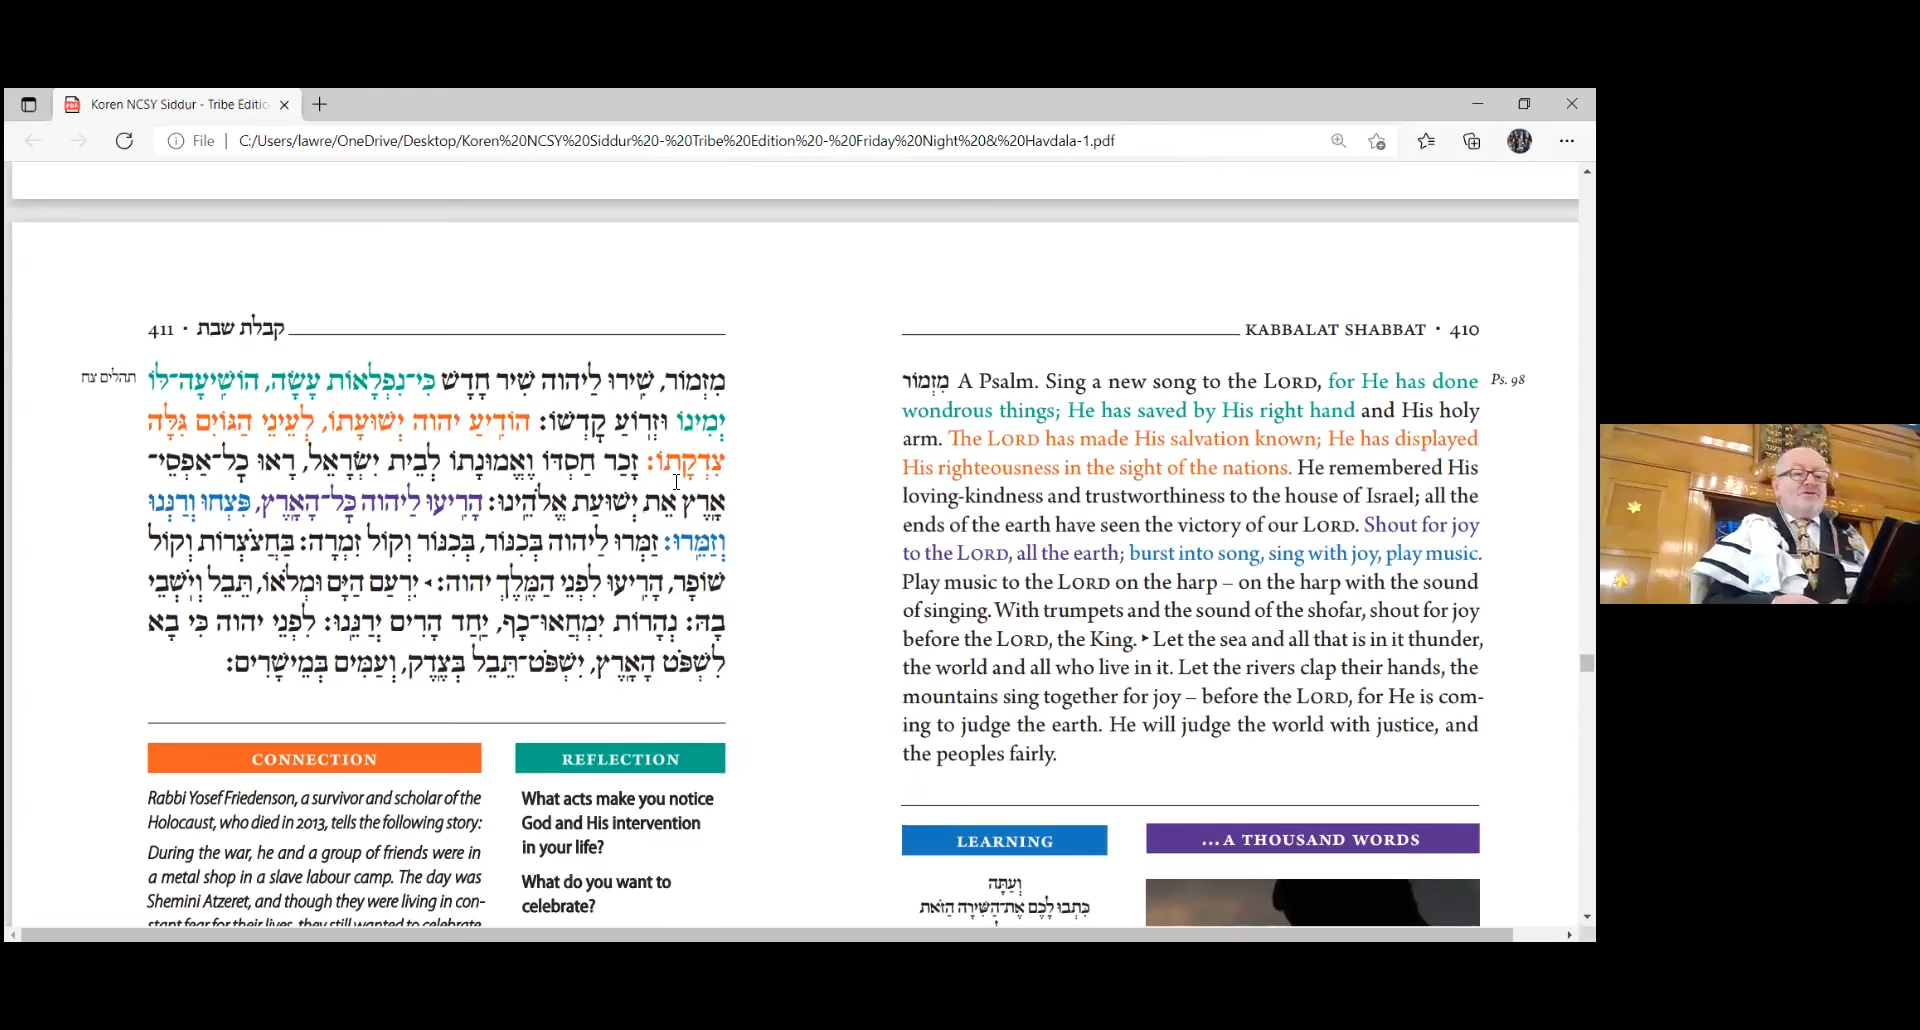 Koren NCSY Siddur - Tribe Editio
File
C:/Users/lawre/OneDrive/Desktop/Koren%20NCSY%20Siddur%20-%20Tribe%20Edition%20-%20Friday%20Night%20&%20Havdala-1.pdf
411 · קבלת שבת
תהלים צח
מִזְמוֹר, שִׁירוּ לַיהוה שִׁיר חָדָשׁ כִּי־נִפְלָאוֹת עָשָׂה, הוֹשִׁיעָה־לּוֹ
יְמִינוֹ וּזְרוֹעַ קָדְשׁוֹ: הוֹדִיעַ יהוה יְשׁוּעָתוֹ, לְעֵינֵי הַגּוֹיִם גִּלָּה
צִדְקָתוֹ: זָכַר חַסְדּוֹ וֶאֱמוּנָתוֹ לְבֵית יִשְׂרָאֵל, רָאוּ כָל־אַפְסֵי־
אָרֶץ אֵת יְשׁוּעַת אֱלֹהֵינוּ: הָרִיעוּ לַיהוה כָּל־הָאָרֶץ, פִּצְחוּ וְרַנְּנוּ
וְזַמֵּרוּ: זַמְּרוּ לַיהוה בְּכִנּוֹר, בְּכִנּוֹר וְקוֹל זִמְרָה: בַּחֲצֹצְרוֹת וְקוֹל
שׁוֹפָר, הָרִיעוּ לִפְנֵי הַמֶּלֶךְ יהוה: ◂ יִרְעַם הַיָּם וּמְלֹאוֹ, תֵּבֵל וְיֹשְׁבֵי
בָהּ: נְהָרוֹת יִמְחֲאוּ־כָף, יַחַד הָרִים יְרַנֵּנוּ: לִפְנֵי יהוה כִּי בָא
לִשְׁפֹּט הָאָרֶץ, יִשְׁפֹּט־תֵּבֵל בְּצֶדֶק, וְעַמִּים בְּמֵישָׁרִים:
CONNECTION
Rabbi Yosef Friedenson, a survivor and scholar of the
Holocaust, who died in 2013, tells the following story:
During the war, he and a group of friends were in
a metal shop in a slave labour camp. The day was
Shemini Atzeret, and though they were living in con-
stant fear for their lives, they still wanted to celebrate
REFLECTION
What acts make you notice
God and His intervention
in your life?
What do you want to
celebrate?
KABBALAT SHABBAT · 410
מִזְמוֹר A Psalm. Sing a new song to the LORD, for He has done
Ps. 98
wondrous things; He has saved by His right hand and His holy
arm. The LORD has made His salvation known; He has displayed
His righteousness in the sight of the nations. He remembered His
loving-kindness and trustworthiness to the house of Israel; all the
ends of the earth have seen the victory of our LORD. Shout for joy
to the LORD, all the earth; burst into song, sing with joy, play music.
Play music to the LORD on the harp – on the harp with the sound
of singing. With trumpets and the sound of the shofar, shout for joy
before the LORD, the King. ▸ Let the sea and all that is in it thunder,
the world and all who live in it. Let the rivers clap their hands, the
mountains sing together for joy – before the LORD, for He is com-
ing to judge the earth. He will judge the world with justice, and
the peoples fairly.
LEARNING
וְעַתָּה
כִּתְבוּ לָכֶם אֶת־הַשִּׁירָה הַזֹּאת
...A THOUSAND WORDS